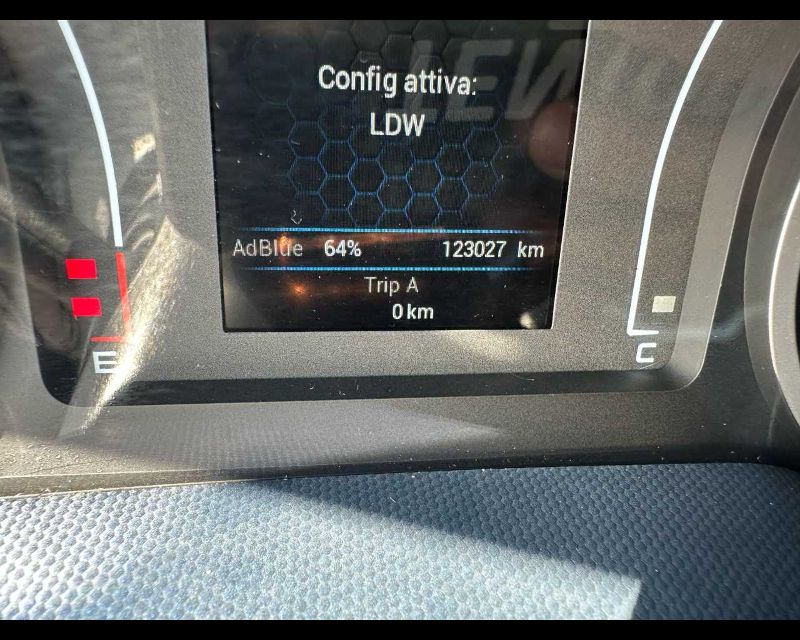 Config attiva:
LDW
AdBlue 64% 123027 km
Trip A
0 km
E
C